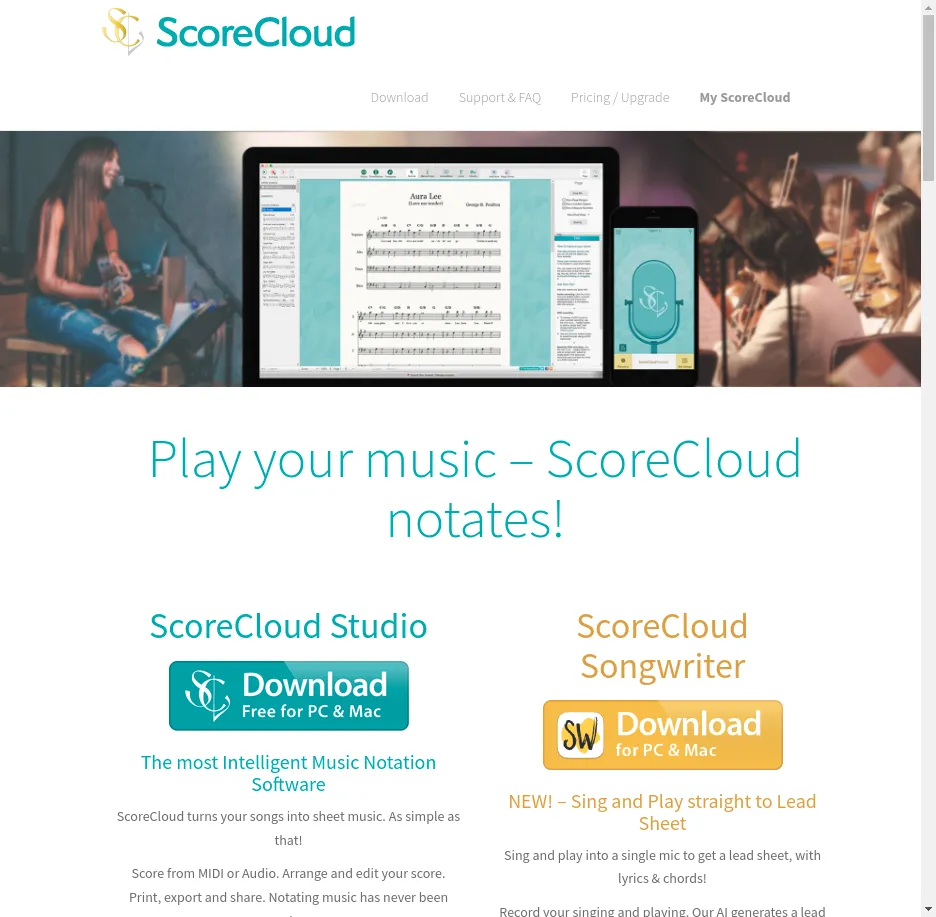 ScoreCloud
Download Support & FAQ Pricing / Upgrade My ScoreCloud
Aura Lee
(Love me tender)
George R. Poulton
Play your music – ScoreCloud
notates!
ScoreCloud Studio
Download
Free for PC & Mac
The most Intelligent Music Notation
Software
ScoreCloud turns your songs into sheet music. As simple as
that!
Score from MIDI or Audio. Arrange and edit your score.
Print, export and share. Notating music has never been
ScoreCloud
Songwriter
SW
Download
for PC & Mac
NEW! – Sing and Play straight to Lead
Sheet
Sing and play into a single mic to get a lead sheet, with
lyrics & chords!
Record your singing and playing. Our AI generates a lead